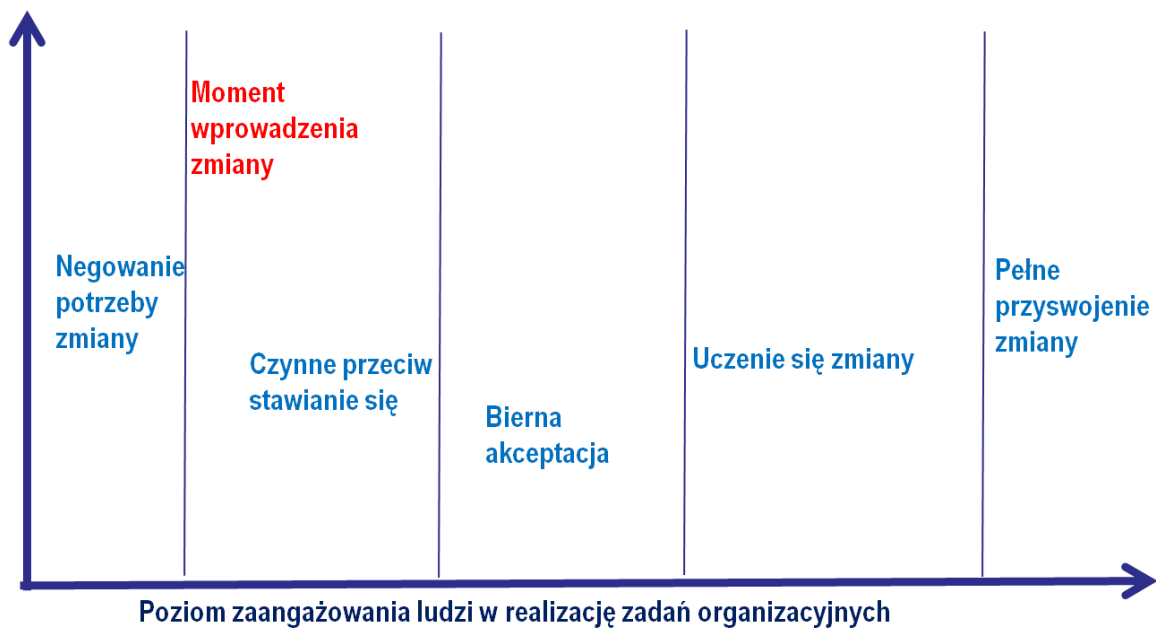 Moment
wprowadzenia
zmiany
Negowanie
potrzeby
zmiany
Czynne przeciw
stawianie się
Bierna
akceptacja
Uczenie się zmiany
Pełne
przyswojenie
zmiany
Poziom zaangażowania ludzi w realizację zadań organizacyjnych